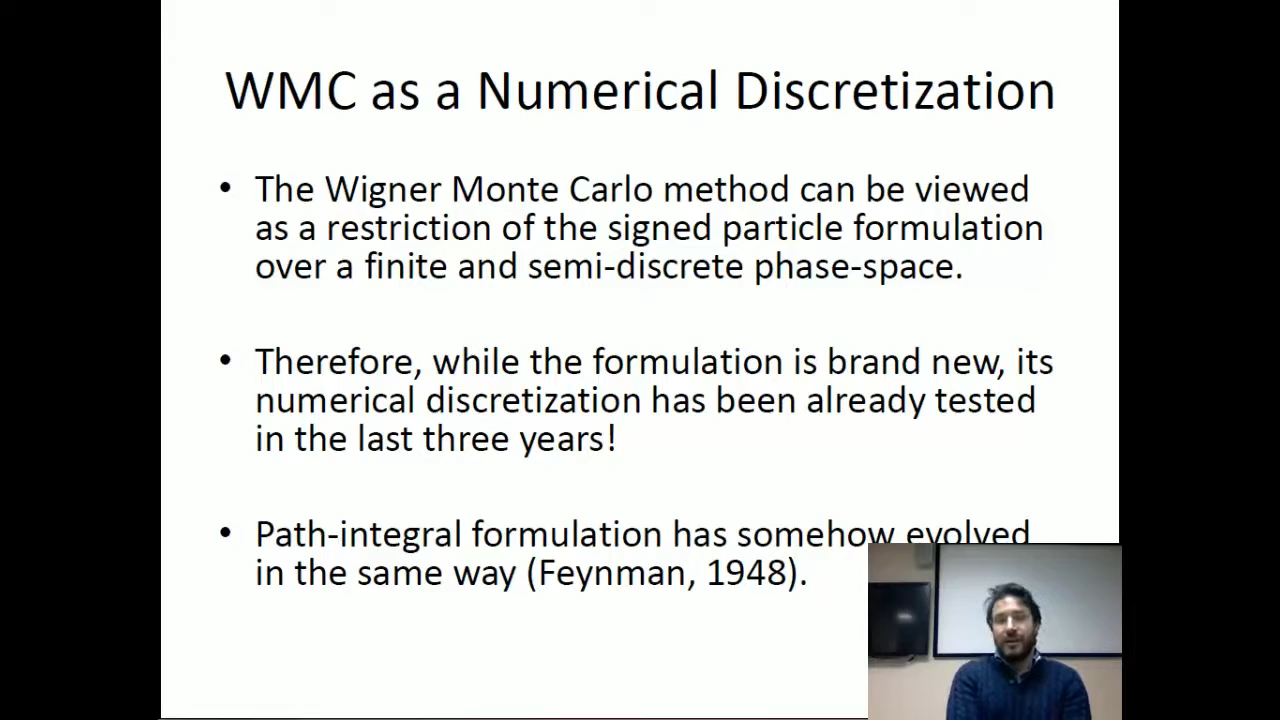 WMC as a Numerical Discretization
• The Wigner Monte Carlo method can be viewed
as a restriction of the signed particle formulation
over a finite and semi-discrete phase-space.
• Therefore, while the formulation is brand new, its
numerical discretization has been already tested
in the last three years!
• Path-integral formulation has somehow evolved
in the same way (Feynman, 1948).